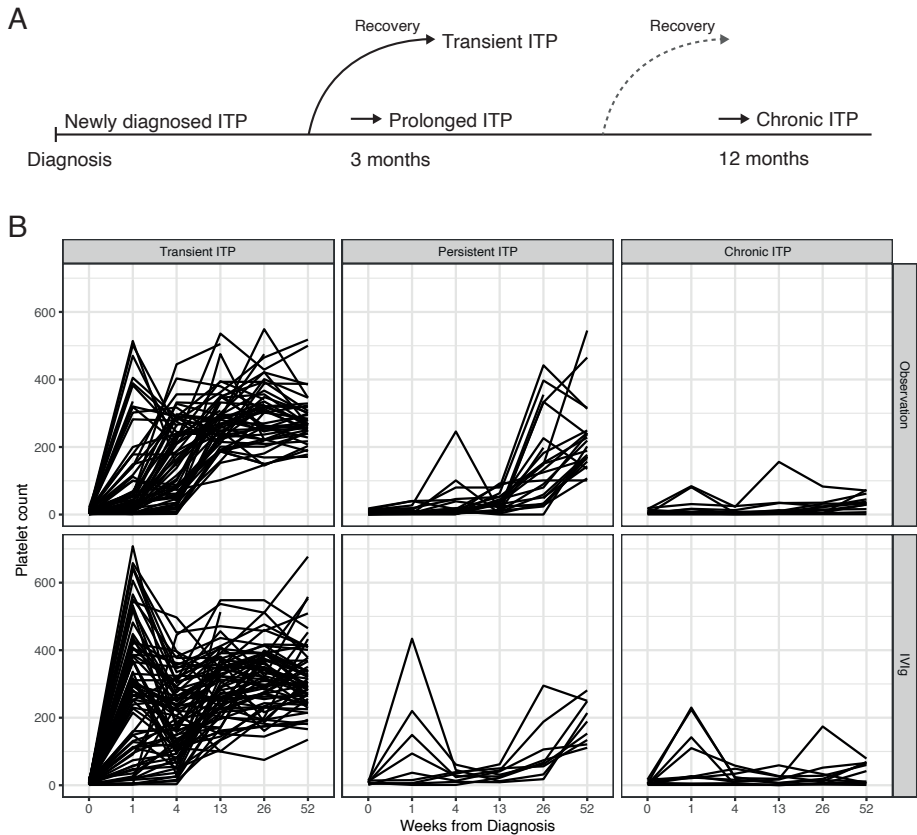 A
Recovery
Recovery
Transient ITP
Newly diagnosed ITP
Prolonged ITP
Chronic ITP
Diagnosis
3 months
12 months
B
Transient ITP
Persistent ITP
Chronic ITP
600
400
200
0
Observation
600
400
200
0
IVIg
Platelet count
0 1 4 13 26 52
0 1 4 13 26 52
0 1 4 13 26 52
Weeks from Diagnosis